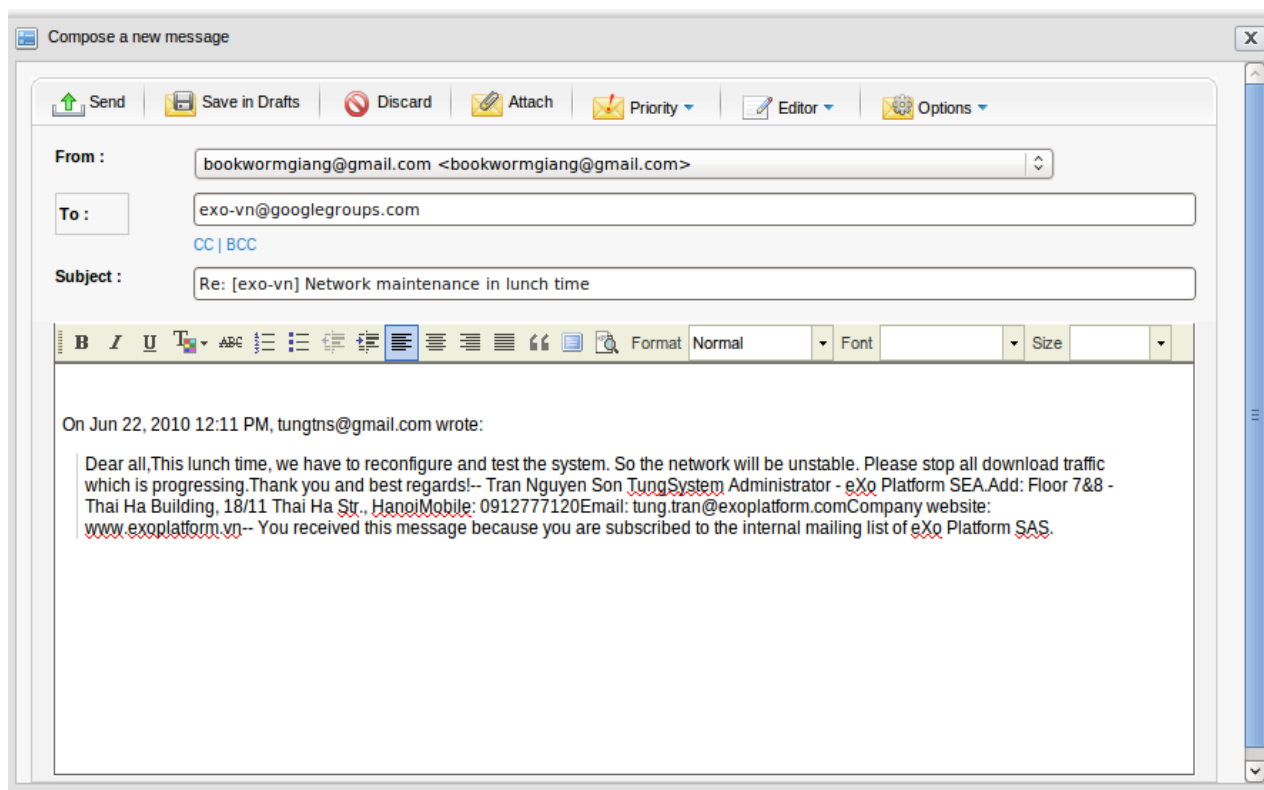 Compose a new message
X
Send Save in Drafts Discard Attach Priority Editor Options
From : bookwormgiang@gmail.com <bookwormgiang@gmail.com>
To : exo-vn@googlegroups.com
CC | BCC
Subject : Re: [exo-vn] Network maintenance in lunch time
B I U T ABC Format Normal Font Size
On Jun 22, 2010 12:11 PM, tungtns@gmail.com wrote:
Dear all,This lunch time, we have to reconfigure and test the system. So the network will be unstable. Please stop all download traffic
which is progressing.Thank you and best regards!-- Tran Nguyen Son TungSystem Administrator - eXo Platform SEA.Add: Floor 7&8 -
Thai Ha Building, 18/11 Thai Ha Str., HanoiMobile: 0912777120Email: tung.tran@exoplatform.comCompany website:
www.exoplatform.vn-- You received this message because you are subscribed to the internal mailing list of eXo Platform SAS.